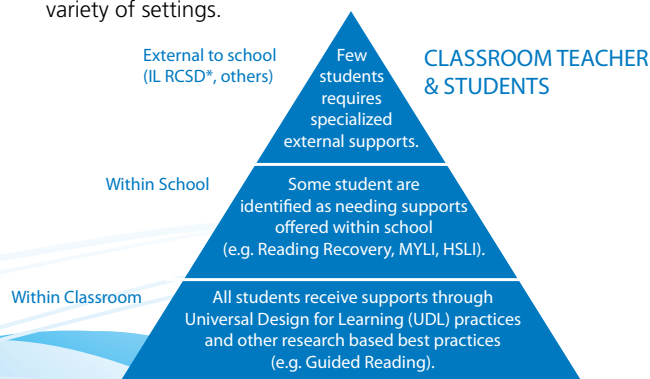 variety of settings.
External to school
(IL RCSD*, others)
Few
students
requires
specialized
external supports.
CLASSROOM TEACHER
& STUDENTS
Within School
Some student are
identified as needing supports
offered within school
(e.g. Reading Recovery, MYLI, HSLI).
Within Classroom
All students receive supports through
Universal Design for Learning (UDL) practices
and other research based best practices
(e.g. Guided Reading).